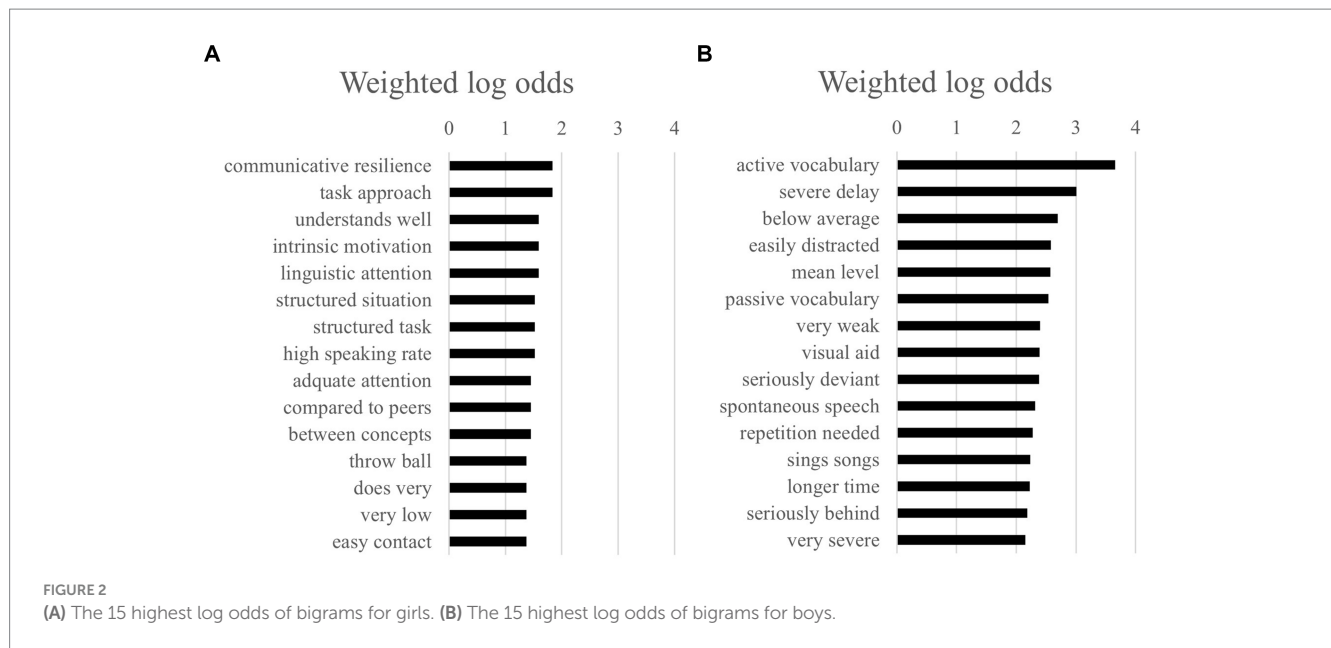 A
Weighted log odds
0 1 2 3 4
communicative resilience
task approach
understands well
intrinsic motivation
linguistic attention
structured situation
structured task
high speaking rate
adquate attention
compared to peers
between concepts
throw ball
does very
very low
easy contact
B
Weighted log odds
0 1 2 3 4
active vocabulary
severe delay
below average
easily distracted
mean level
passive vocabulary
very weak
visual aid
seriously deviant
spontaneous speech
repetition needed
sings songs
longer time
seriously behind
very severe
FIGURE 2
(A) The 15 highest log odds of bigrams for girls. (B) The 15 highest log odds of bigrams for boys.